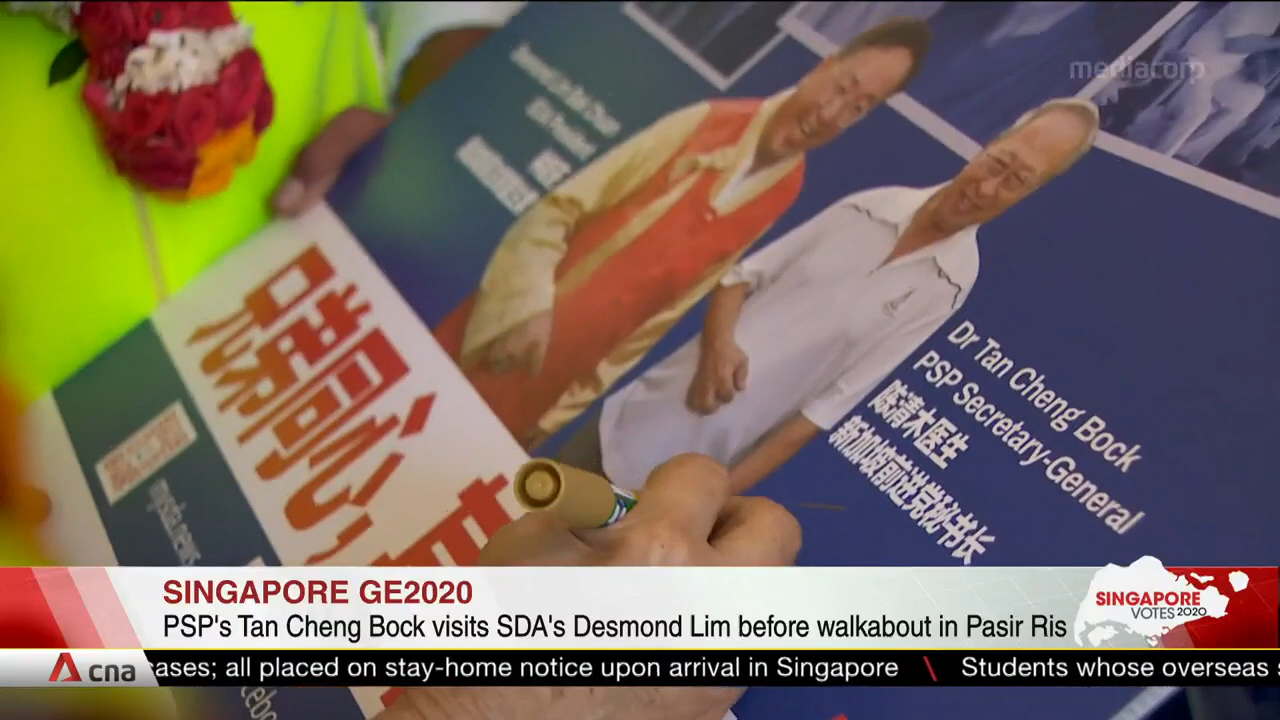 mediacorp
Dr Tan Cheng Bock
PSP Secretary-General
陈清木医生
新加坡前进党秘书长
SINGAPORE GE2020
PSP's Tan Cheng Bock visits SDA's Desmond Lim before walkabout in Pasir Ris
SINGAPORE
VOTES 2020
cna
ases; all placed on stay-home notice upon arrival in Singapore \ Students whose overseas